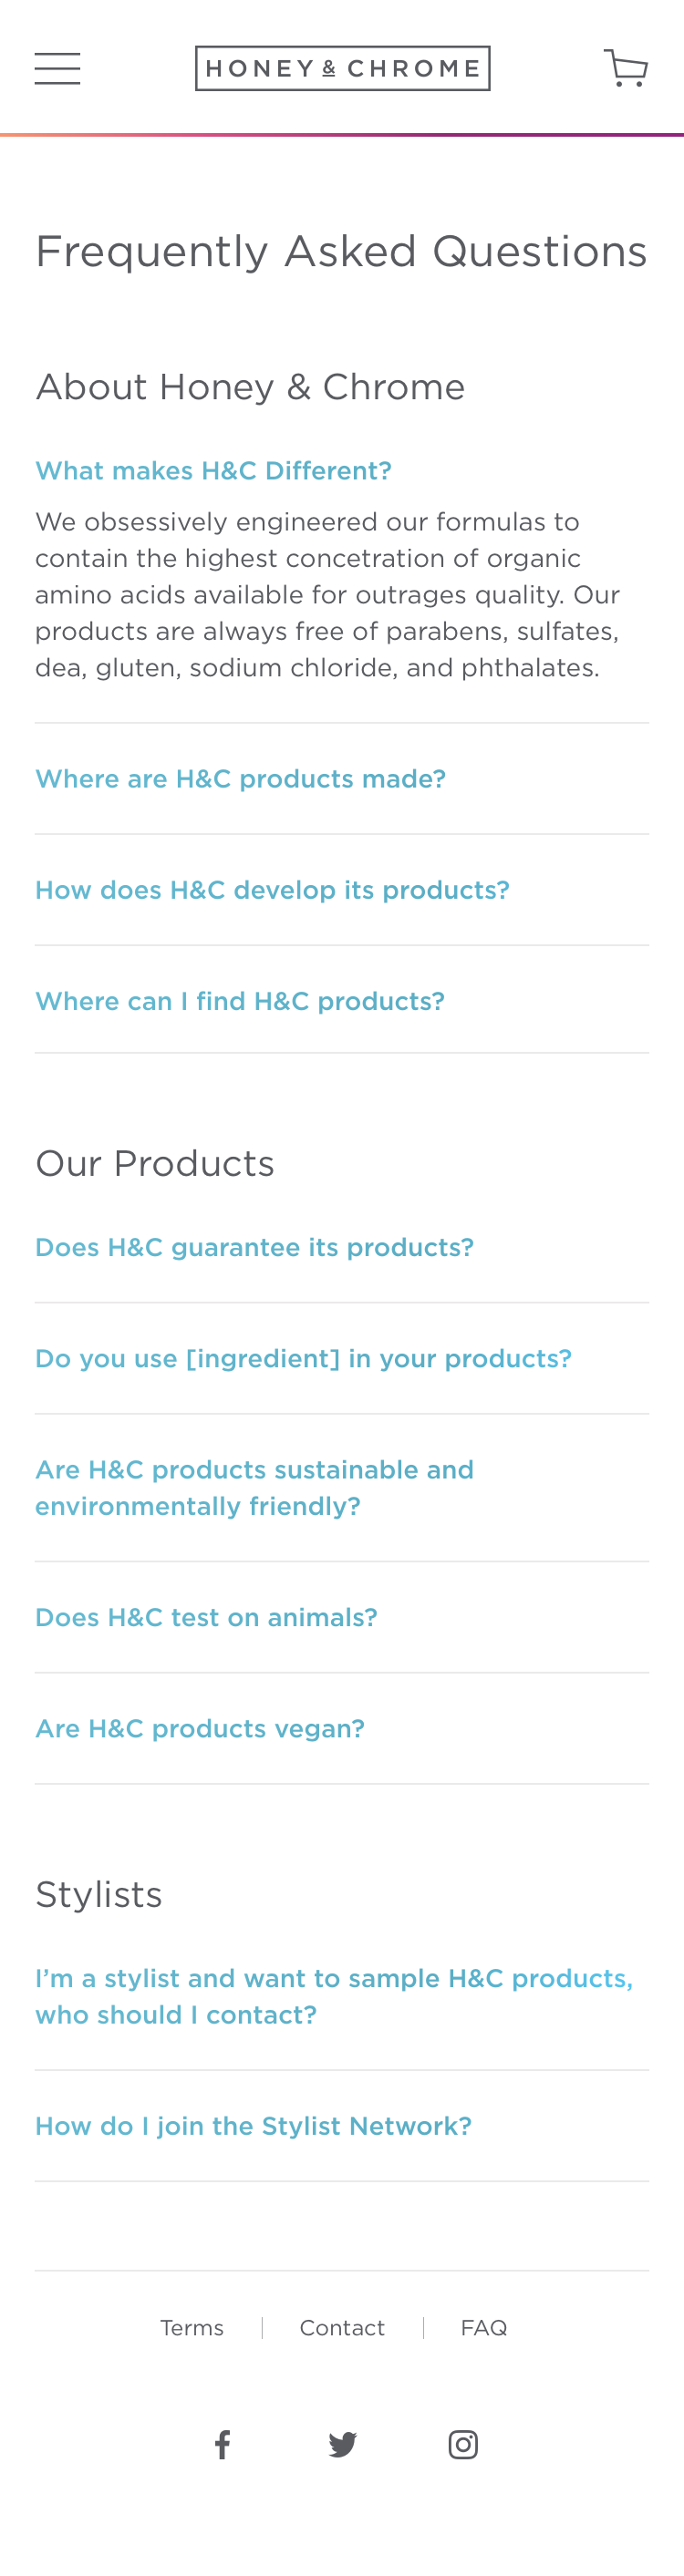 HONEY & CHROME
Frequently Asked Questions
About Honey & Chrome
What makes H&C Different?
We obsessively engineered our formulas to
contain the highest concetration of organic
amino acids available for outrages quality. Our
products are always free of parabens, sulfates,
dea, gluten, sodium chloride, and phthalates.
Where are H&C products made?
How does H&C develop its products?
Where can I find H&C products?
Our Products
Does H&C guarantee its products?
Do you use [ingredient] in your products?
Are H&C products sustainable and
environmentally friendly?
Does H&C test on animals?
Are H&C products vegan?
Stylists
I’m a stylist and want to sample H&C products,
who should I contact?
How do I join the Stylist Network?
Terms | Contact | FAQ